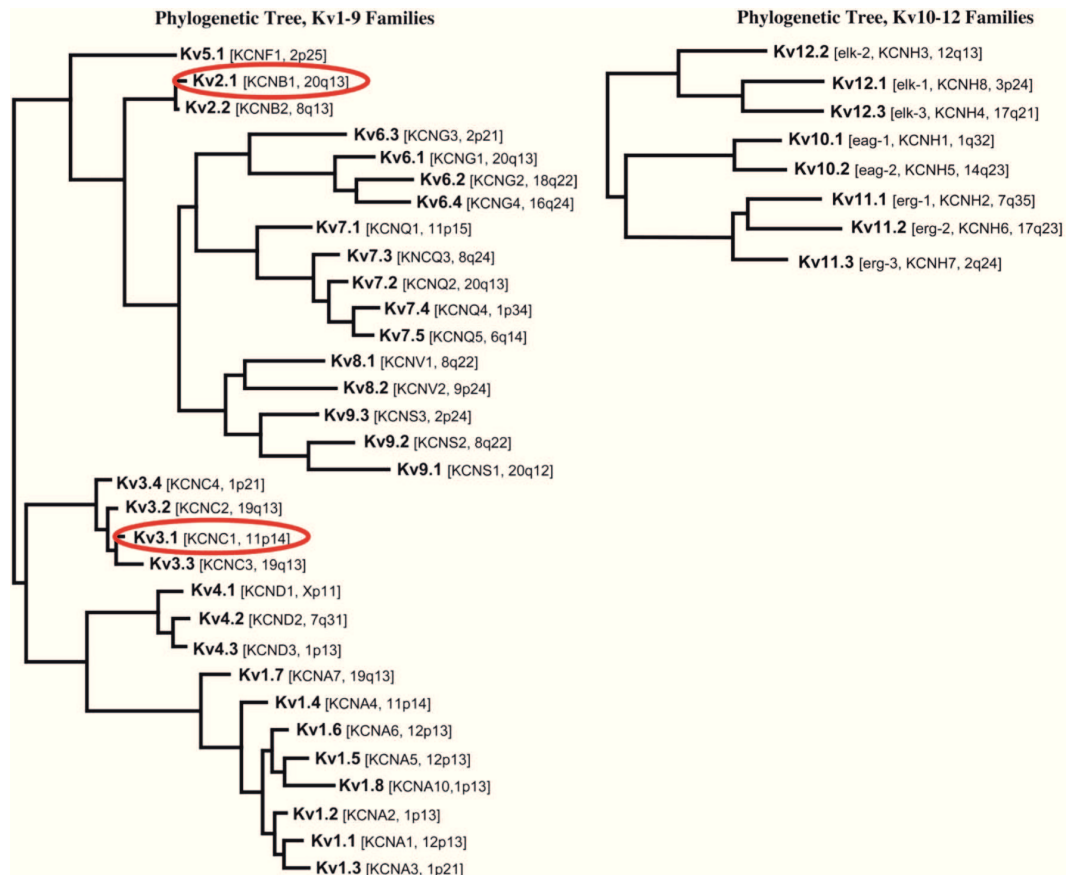 Phylogenetic Tree, Kv1-9 Families
Kv5.1 [KCNF1, 2p25]
Kv2.1 [KCNB1, 20q13]
Kv2.2 [KCNB2, 8q13]
Kv6.3 [KCNG3, 2p21]
Kv6.1 [KCNG1, 20q13]
Kv6.2 [KCNG2, 18q22]
Kv6.4 [KCNG4, 16q24]
Kv7.1 [KCNQ1, 11p15]
Kv7.3 [KNCQ3, 8q24]
Kv7.2 [KCNQ2, 20q13]
Kv7.4 [KCNQ4, 1p34]
Kv7.5 [KCNQ5, 6q14]
Kv8.1 [KCNV1, 8q22]
Kv8.2 [KCNV2, 9p24]
Kv9.3 [KCNS3, 2p24]
Kv9.2 [KCNS2, 8q22]
Kv9.1 [KCNS1, 20q12]
Kv3.4 [KCNC4, 1p21]
Kv3.2 [KCNC2, 19q13]
Kv3.1 [KCNC1, 11p14]
Kv3.3 [KCNC3, 19q13]
Kv4.1 [KCND1, Xp11]
Kv4.2 [KCND2, 7q31]
Kv4.3 [KCND3, 1p13]
Kv1.7 [KCNA7, 19q13]
Kv1.4 [KCNA4, 11p14]
Kv1.6 [KCNA6, 12p13]
Kv1.5 [KCNA5, 12p13]
Kv1.8 [KCNA10,1p13]
Kv1.2 [KCNA2, 1p13]
Kv1.1 [KCNA1, 12p13]
Kv1.3 [KCNA3, 1p21]
Phylogenetic Tree, Kv10-12 Families
Kv12.2 [elk-2, KCNH3, 12q13]
Kv12.1 [elk-1, KCNH8, 3p24]
Kv12.3 [elk-3, KCNH4, 17q21]
Kv10.1 [eag-1, KCNH1, 1q32]
Kv10.2 [eag-2, KCNH5, 14q23]
Kv11.1 [erg-1, KCNH2, 7q35]
Kv11.2 [erg-2, KCNH6, 17q23]
Kv11.3 [erg-3, KCNH7, 2q24]